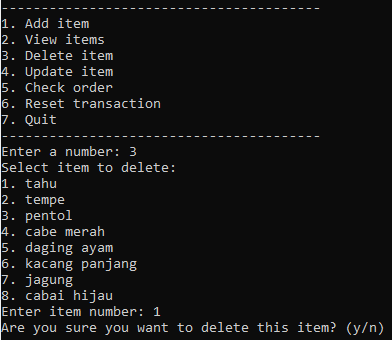 ----------------------------------------
1. Add item
2. View items
3. Delete item
4. Update item
5. Check order
6. Reset transaction
7. Quit
----------------------------------------
Enter a number: 3
Select item to delete:
1. tahu
2. tempe
3. pentol
4. cabe merah
5. daging ayam
6. kacang panjang
7. jagung
8. cabai hijau
Enter item number: 1
Are you sure you want to delete this item? (y/n)